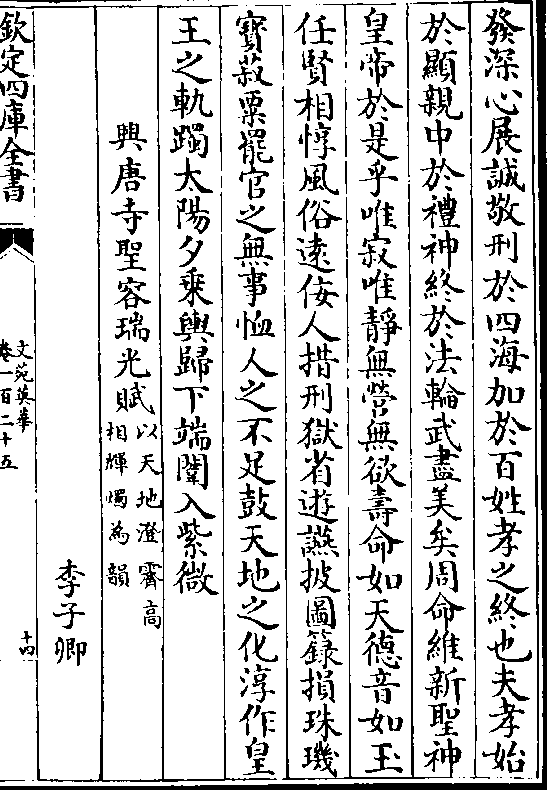 發深心展誠敬刑於四海加於百姓孝之終也夫孝始
於顯親中於禮神終於法輪武盡美矣周命維新聖神
皇帝於是乎唯寂唯靜無營無欲壽命如天德音如玉
任賢相惇風俗逺佞人措刑獄省遊讌披圖籙損珠璣
寳菽粟罷官之無事恤人之不足鼓天地之化淳作皇
王之軌躅太陽夕乗輿歸下端闈入紫微
興唐寺聖容瑞光賦以天地澄霽高
相輝燭為韻
李子卿
欽定四庫全書
文苑英華
卷一百二十五
十四